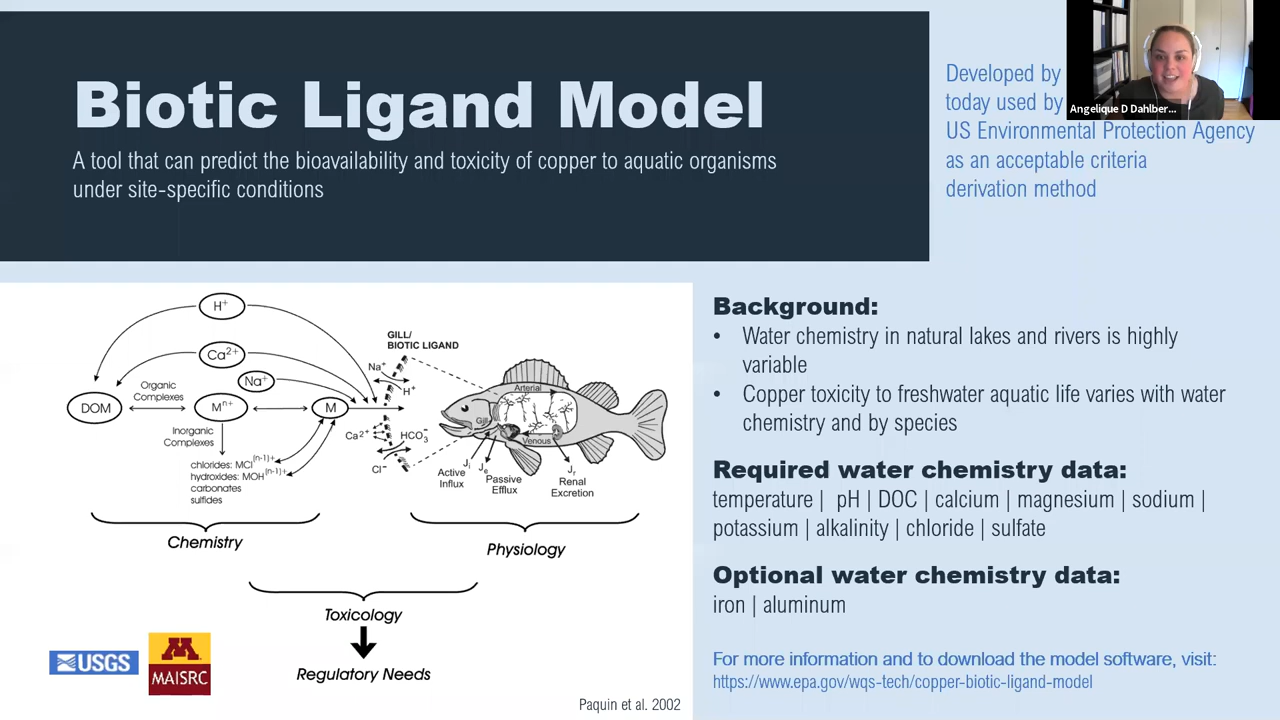 Biotic Ligand Model
A tool that can predict the bioavailability and toxicity of copper to aquatic organisms
under site-specific conditions
Developed by
today used by
US Environmental Protection Agency
as an acceptable criteria
derivation method
Angelique D Dahlber...
H+
Ca2+
Na+
DOM
Organic
Complexes
Mn+
M
Inorganic
Complexes
chlorides: MCl(n-1)+
hydroxides: MOH(n-1)+
carbonates
sulfides
GILL/
BIOTIC LIGAND
Na+
H+
Ca2+
HCO3-
Cl-
Arterial
Gill
Venous
Ji
Active
Influx
Je
Passive
Efflux
Jr
Renal
Excretion
Chemistry
Physiology
Toxicology
Regulatory Needs
USGS
M
MAISRC
Paquin et al. 2002
Background:
• Water chemistry in natural lakes and rivers is highly
variable
• Copper toxicity to freshwater aquatic life varies with water
chemistry and by species
Required water chemistry data:
temperature | pH | DOC | calcium | magnesium | sodium |
potassium | alkalinity | chloride | sulfate
Optional water chemistry data:
iron | aluminum
For more information and to download the model software, visit:
https://www.epa.gov/wqs-tech/copper-biotic-ligand-model